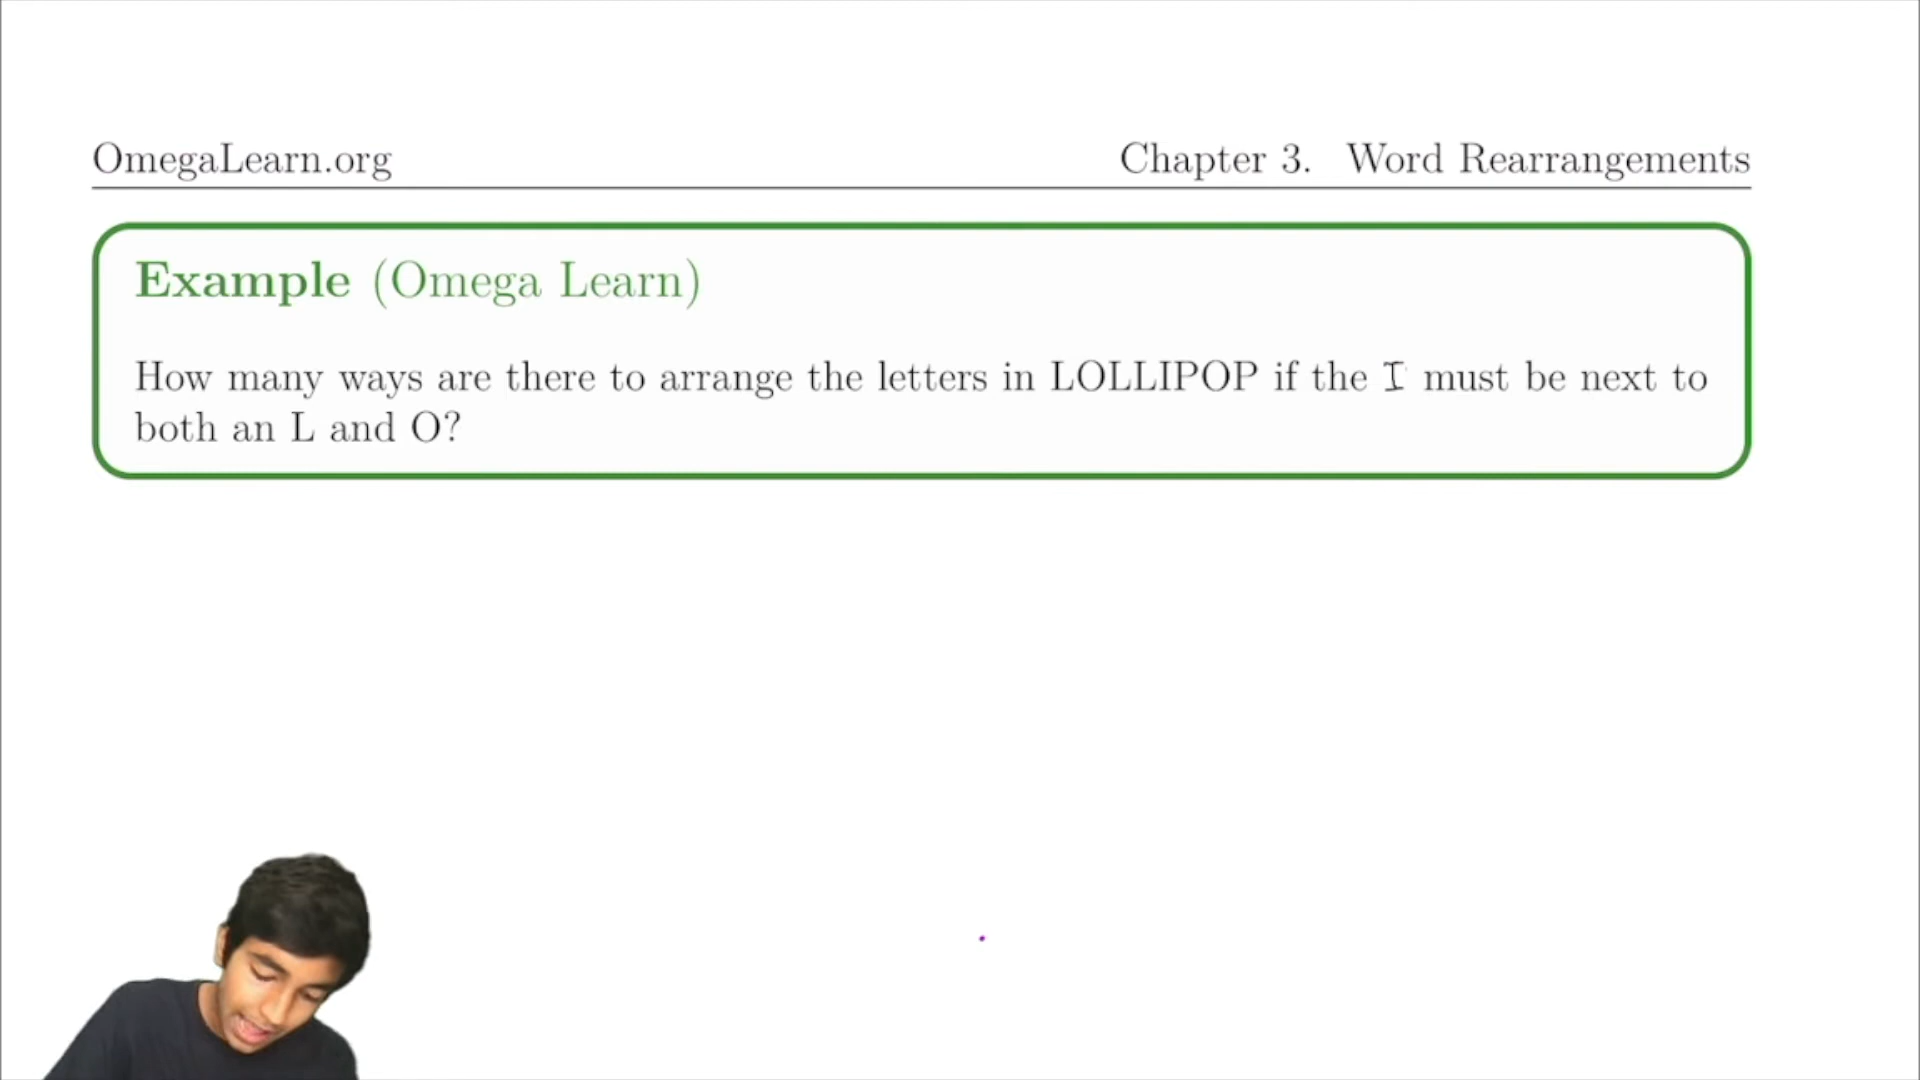 OmegaLearn.org
Chapter 3. Word Rearrangements
Example (Omega Learn)
How many ways are there to arrange the letters in LOLLIPOP if the I must be next to
both an L and O?